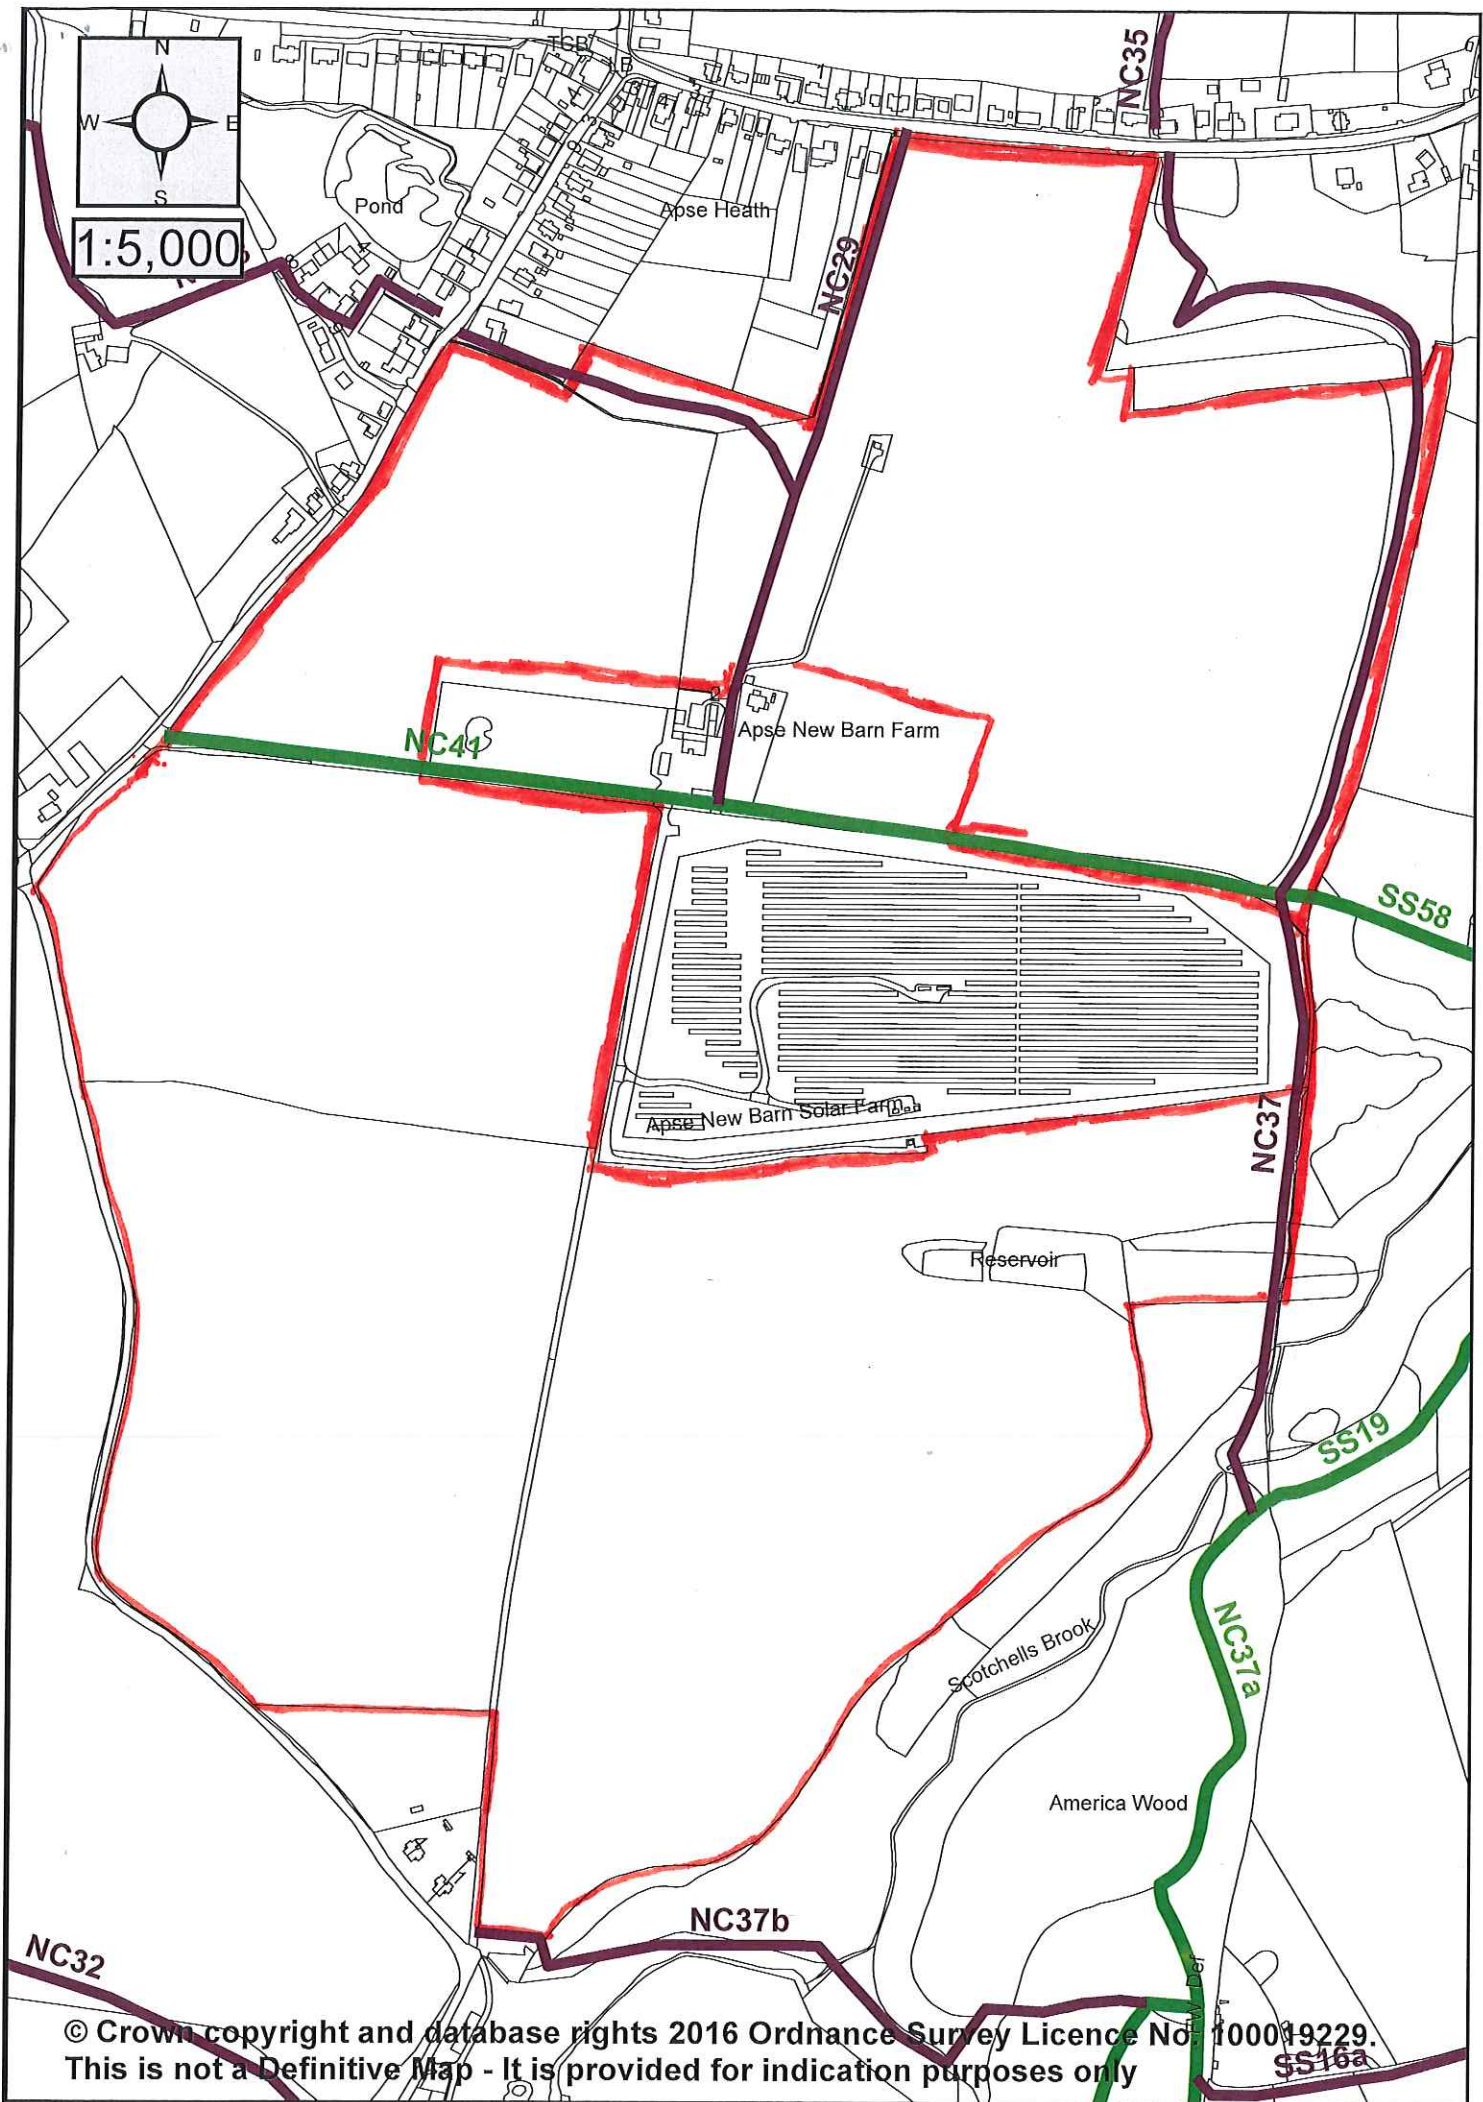 N
W E
S
1:5,000
TCB
LB
NC35
Pond
Apse Heath
NC29
NC41
Apse New Barn Farm
SS58
Apse New Barn Solar Farm
NC37
Reservoir
SS19
NC37a
Scotchells Brook
America Wood
NC37b
NC32
Def
© Crown copyright and database rights 2016 Ordnance Survey Licence No. 100019229.
This is not a Definitive Map - It is provided for indication purposes only
SS16a